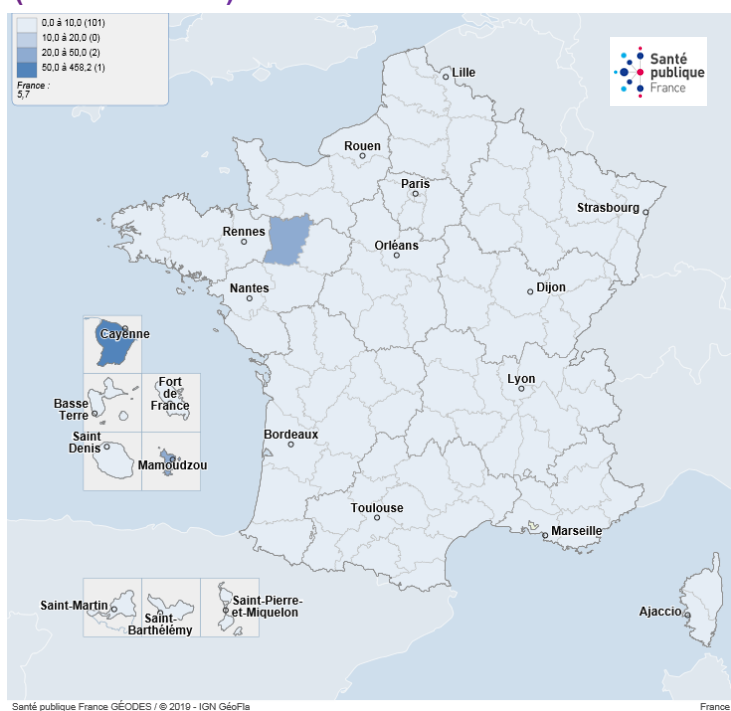 0,0 à 10,0 (101)
10,0 à 20,0 (0)
20,0 à 50,0 (2)
50,0 à 458,2 (1)
France :
5,7
Santé
publique
France
Lille
Rouen
Paris
Strasbourg
Rennes
Orléans
Nantes
Dijon
Cayenne
Lyon
Fort
de
France
Basse
Terre
Saint
Denis
Mamoudzou
Bordeaux
Toulouse
Marseille
Saint-Martin
Saint-
Barthélémy
Saint-Pierre-
et-Miquelon
Ajaccio
Santé publique France GÉODES / © 2019 - IGN GéoFla
France